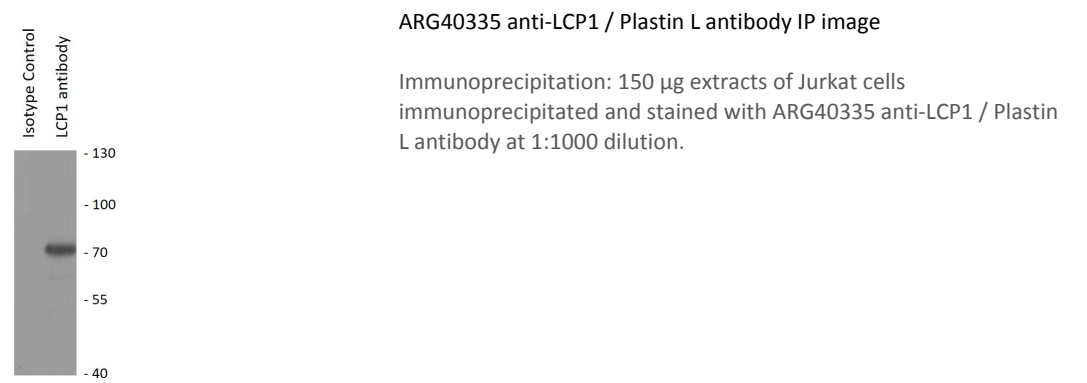 ARG40335 anti-LCP1 / Plastin L antibody IP image
Immunoprecipitation: 150 µg extracts of Jurkat cells
immunoprecipitated and stained with ARG40335 anti-LCP1 / Plastin
L antibody at 1:1000 dilution.
Isotype Control
LCP1 antibody
- 130
- 100
- 70
- 55
- 40